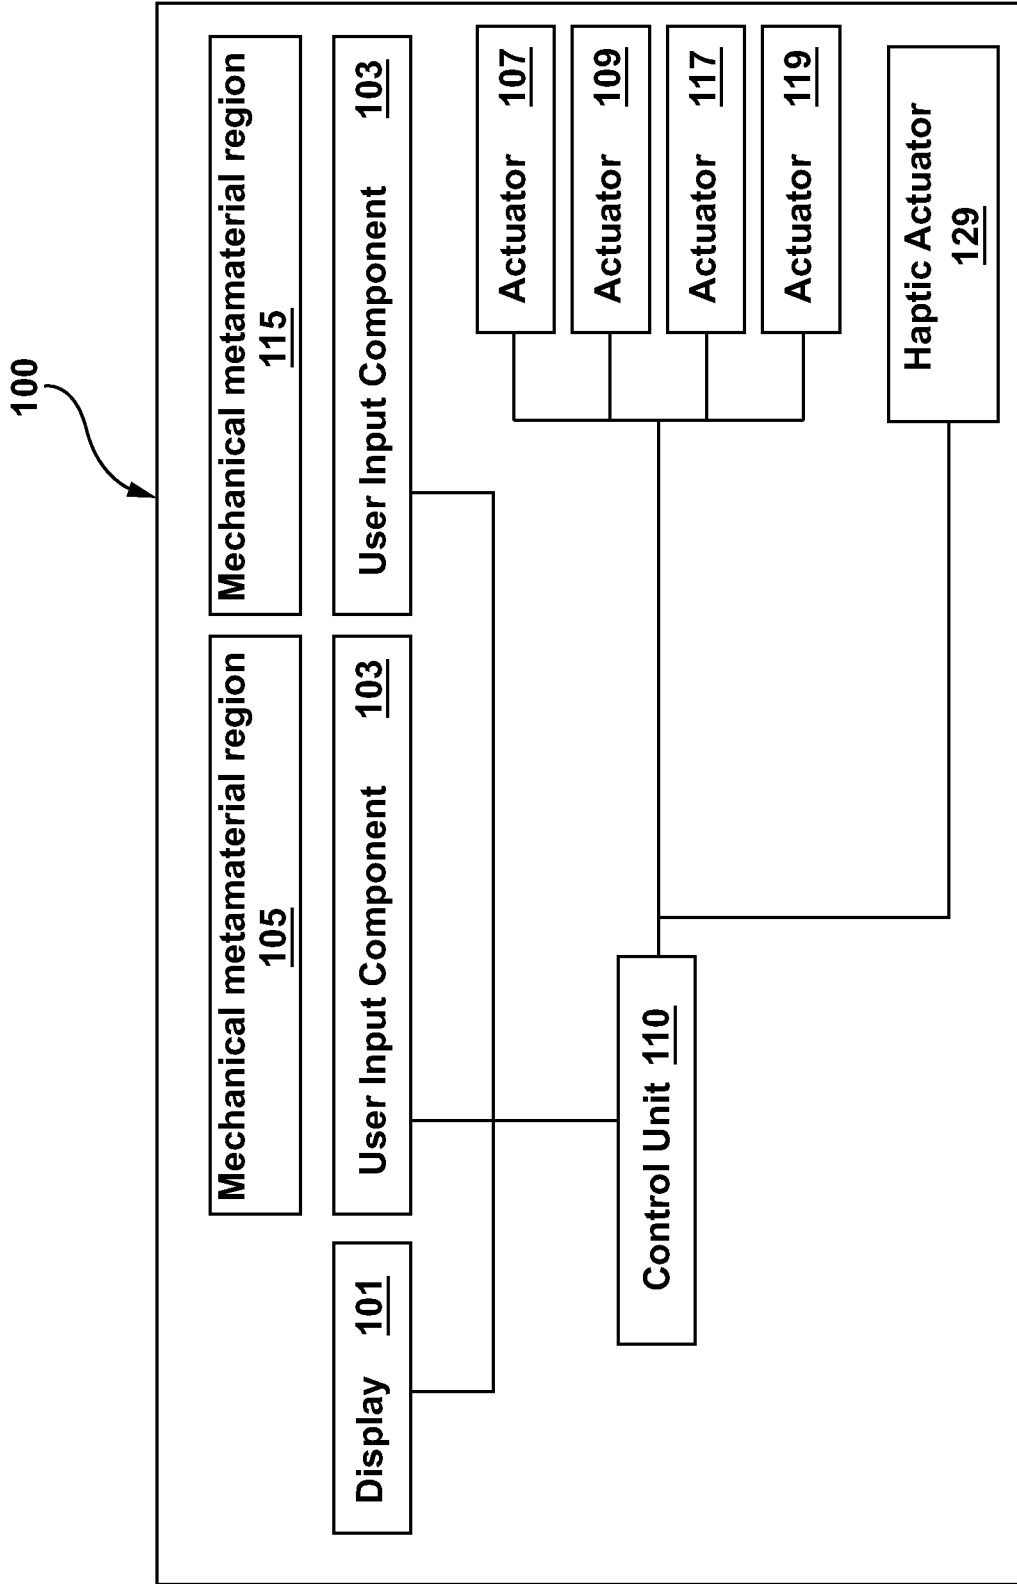 100
Mechanical metamaterial region
105
Mechanical metamaterial region
115
Display 101
User Input Component 103
User Input Component 103
Actuator 107
Actuator 109
Actuator 117
Actuator 119
Control Unit 110
Haptic Actuator
129